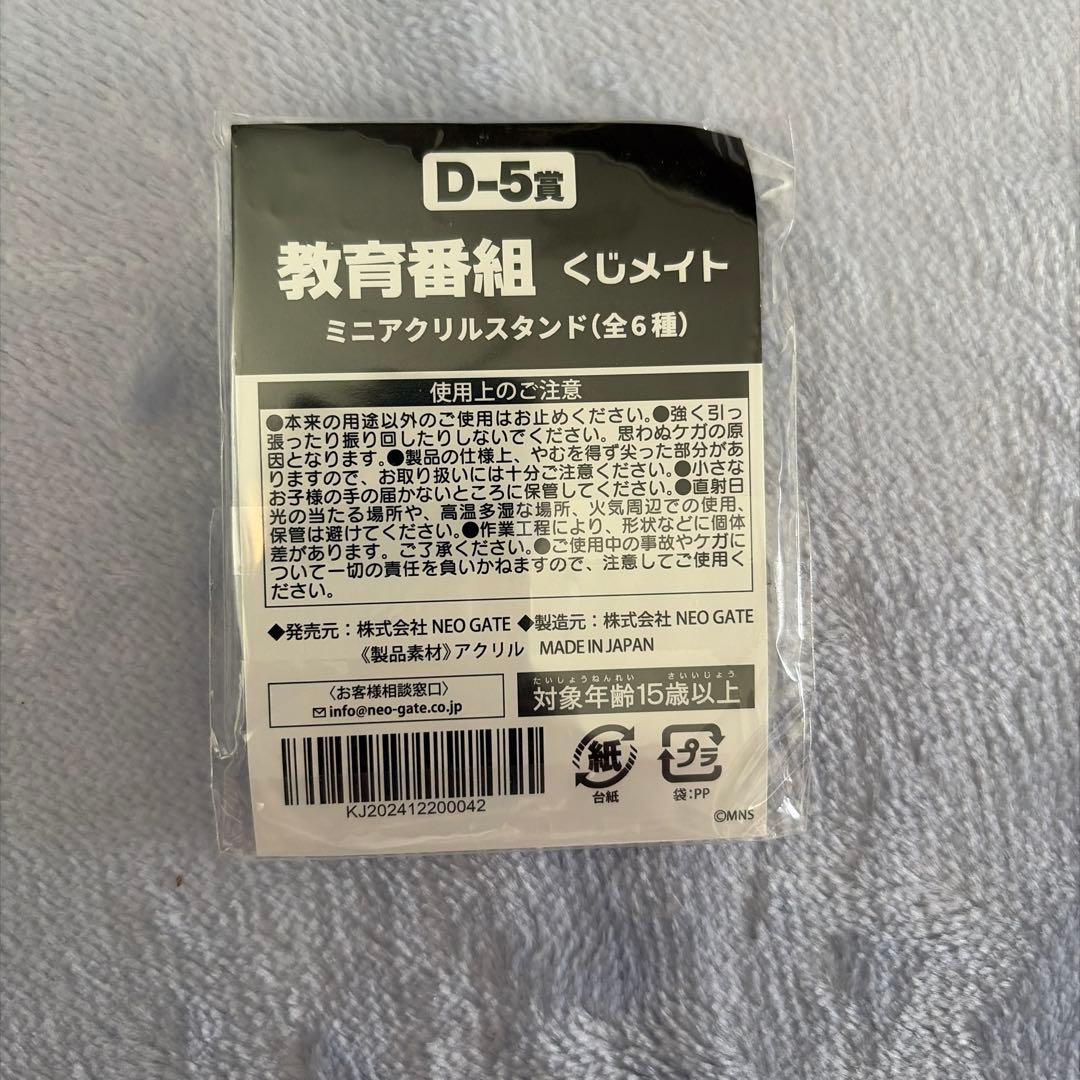 D-5賞
教育番組 くじメイト
ミニアクリルスタンド(全6種)
使用上のご注意
●本来の用途以外のご使用はお止めください。●強く引っ
張ったり振り回したりしないでください。思わぬケガの原
因となります。●製品の仕様上、やむを得ず尖った部分があ
りますので、お取り扱いには十分ご注意ください。●小さな
お子様の手の届かないところに保管してください。●直射日
光の当たる場所や、高温多湿な場所、火気周辺での使用、
保管は避けてください。●作業工程により、形状などに個体
差があります。ご了承ください。●ご使用中の事故やケガに
ついて一切の責任を負いかねますので、注意してご使用く
ださい。
◆発売元：株式会社 NEO GATE ◆製造元：株式会社 NEO GATE
《製品素材》アクリル MADE IN JAPAN
〈お客様相談窓口〉
info@neo-gate.co.jp
たいしょうねんれい さいいじょう
対象年齢15歳以上
KJ202412200042
紙
台紙
プラ
袋:PP
©MNS